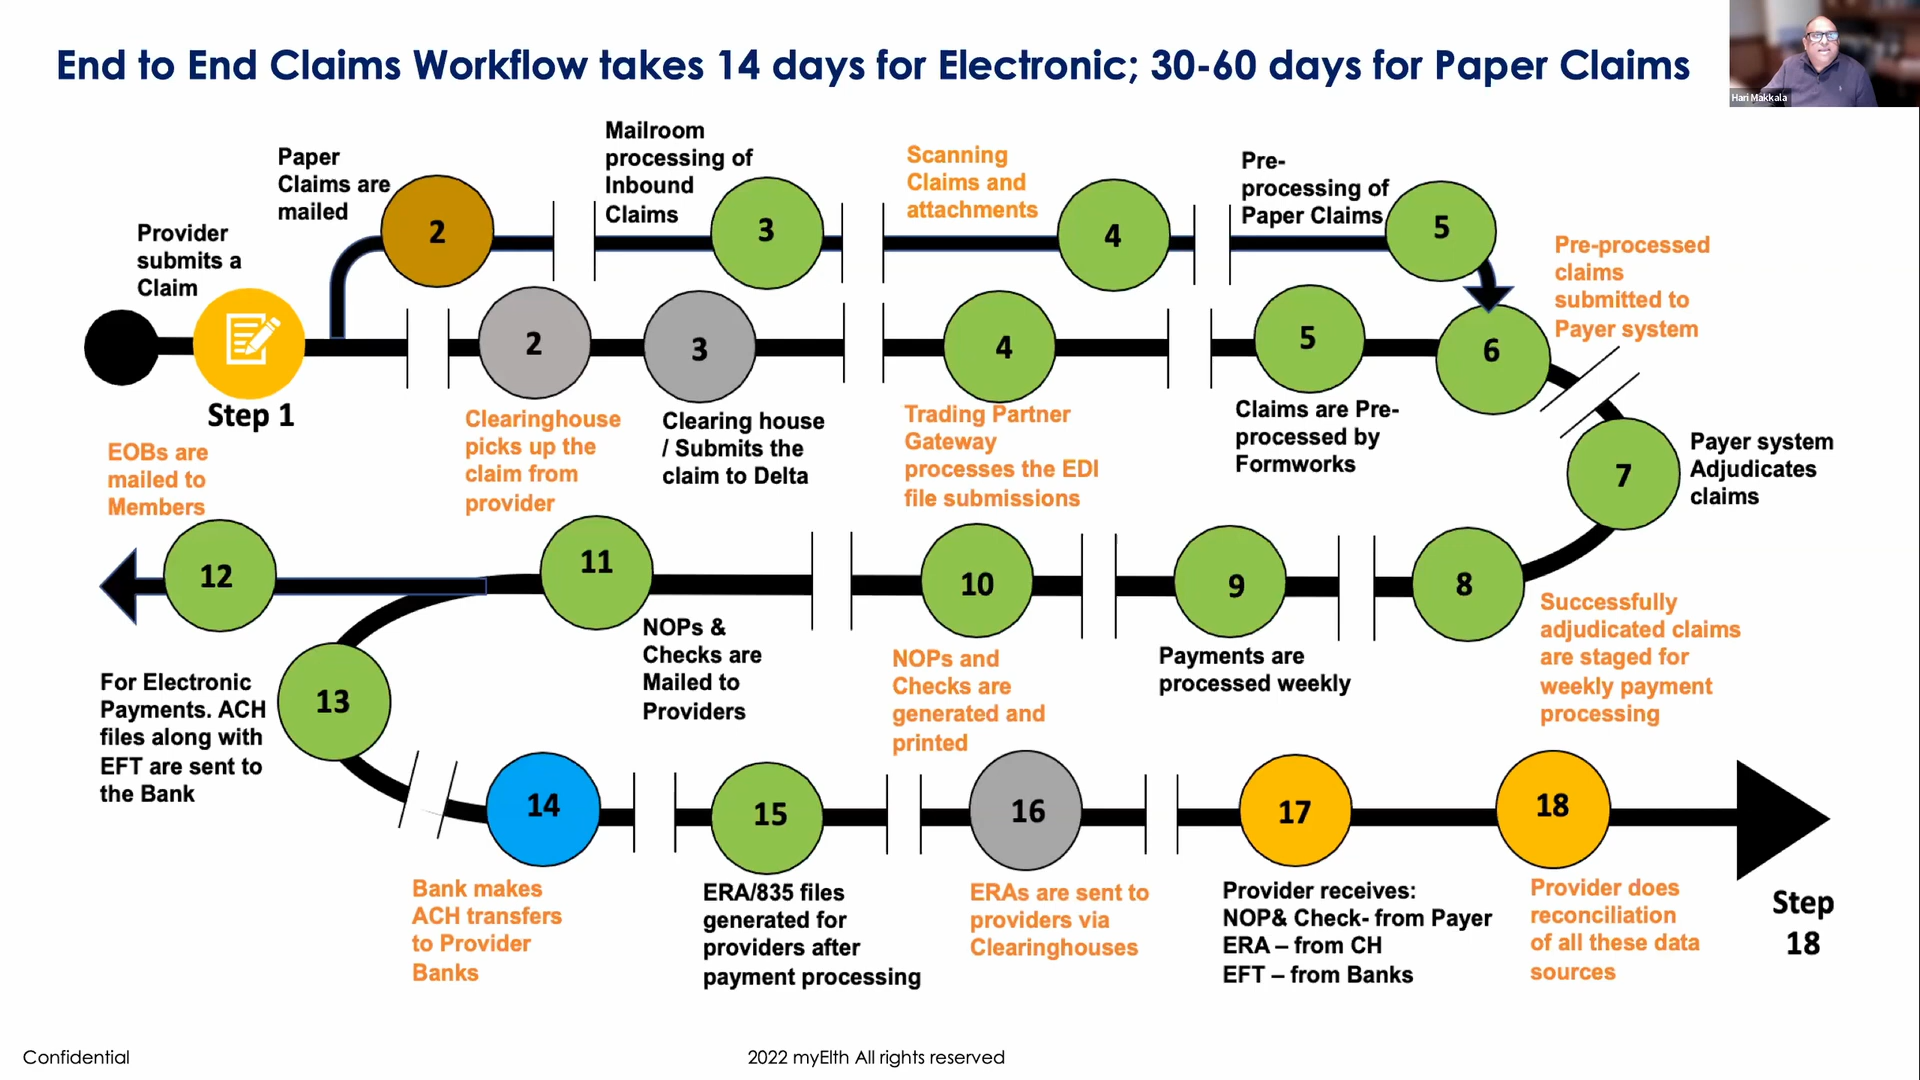 End to End Claims Workflow takes 14 days for Electronic; 30-60 days for Paper Claims
Hari Makkala
Provider
submits a
Claim
Step 1
Paper
Claims are
mailed
2
Mailroom
processing of
Inbound
Claims
3
Scanning
Claims and
attachments
4
Pre-
processing of
Paper Claims
5
2
Clearinghouse
picks up the
claim from
provider
3
Clearing house
/ Submits the
claim to Delta
4
Trading Partner
Gateway
processes the EDI
file submissions
5
Claims are Pre-
processed by
Formworks
6
Pre-processed
claims
submitted to
Payer system
7
Payer system
Adjudicates
claims
8
Successfully
adjudicated claims
are staged for
weekly payment
processing
9
Payments are
processed weekly
10
NOPs and
Checks are
generated and
printed
11
NOPs &
Checks are
Mailed to
Providers
12
EOBs are
mailed to
Members
13
For Electronic
Payments. ACH
files along with
EFT are sent to
the Bank
14
Bank makes
ACH transfers
to Provider
Banks
15
ERA/835 files
generated for
providers after
payment processing
16
ERAs are sent to
providers via
Clearinghouses
17
Provider receives:
NOP& Check- from Payer
ERA – from CH
EFT – from Banks
18
Provider does
reconciliation
of all these data
sources
Step
18
Confidential
2022 myElth All rights reserved